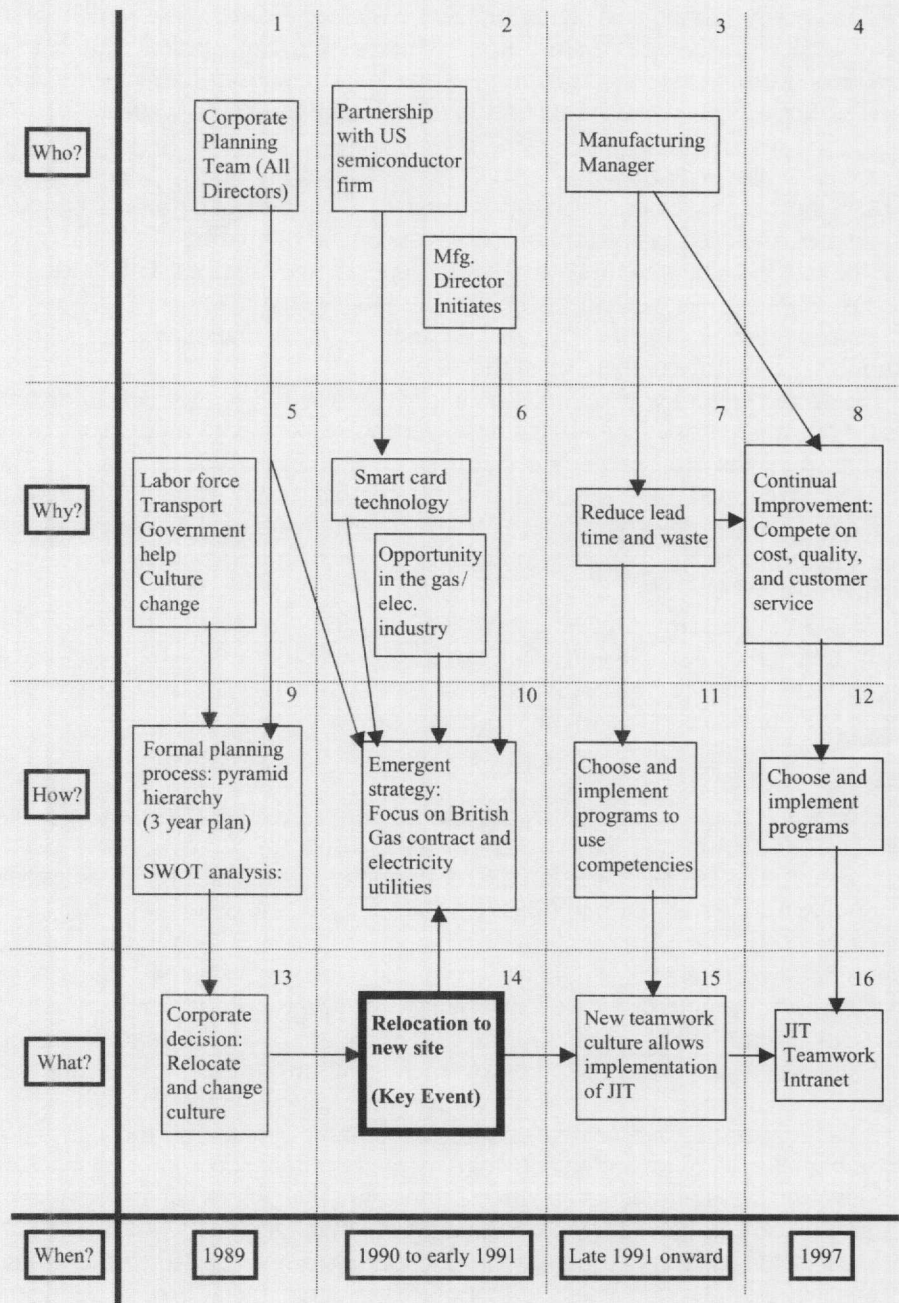 1
2
3
4
Who?
Corporate
Planning
Team (All
Directors)
Partnership
with US
semiconductor
firm
Mfg.
Director
Initiates
Manufacturing
Manager
5
6
7
8
Why?
Labor force
Transport
Government
help
Culture
change
Smart card
technology
Opportunity
in the gas/
elec.
industry
Reduce lead
time and waste
Continual
Improvement:
Compete on
cost, quality,
and customer
service
9
10
11
12
How?
Formal planning
process: pyramid
hierarchy
(3 year plan)
SWOT analysis:
Emergent
strategy:
Focus on British
Gas contract and
electricity
utilities
Choose and
implement
programs to
use
competencies
Choose and
implement
programs
13
14
15
16
What?
Corporate
decision:
Relocate
and change
culture
Relocation to
new site
(Key Event)
New teamwork
culture allows
implementation
of JIT
JIT
Teamwork
Intranet
When?
1989
1990 to early 1991
Late 1991 onward
1997